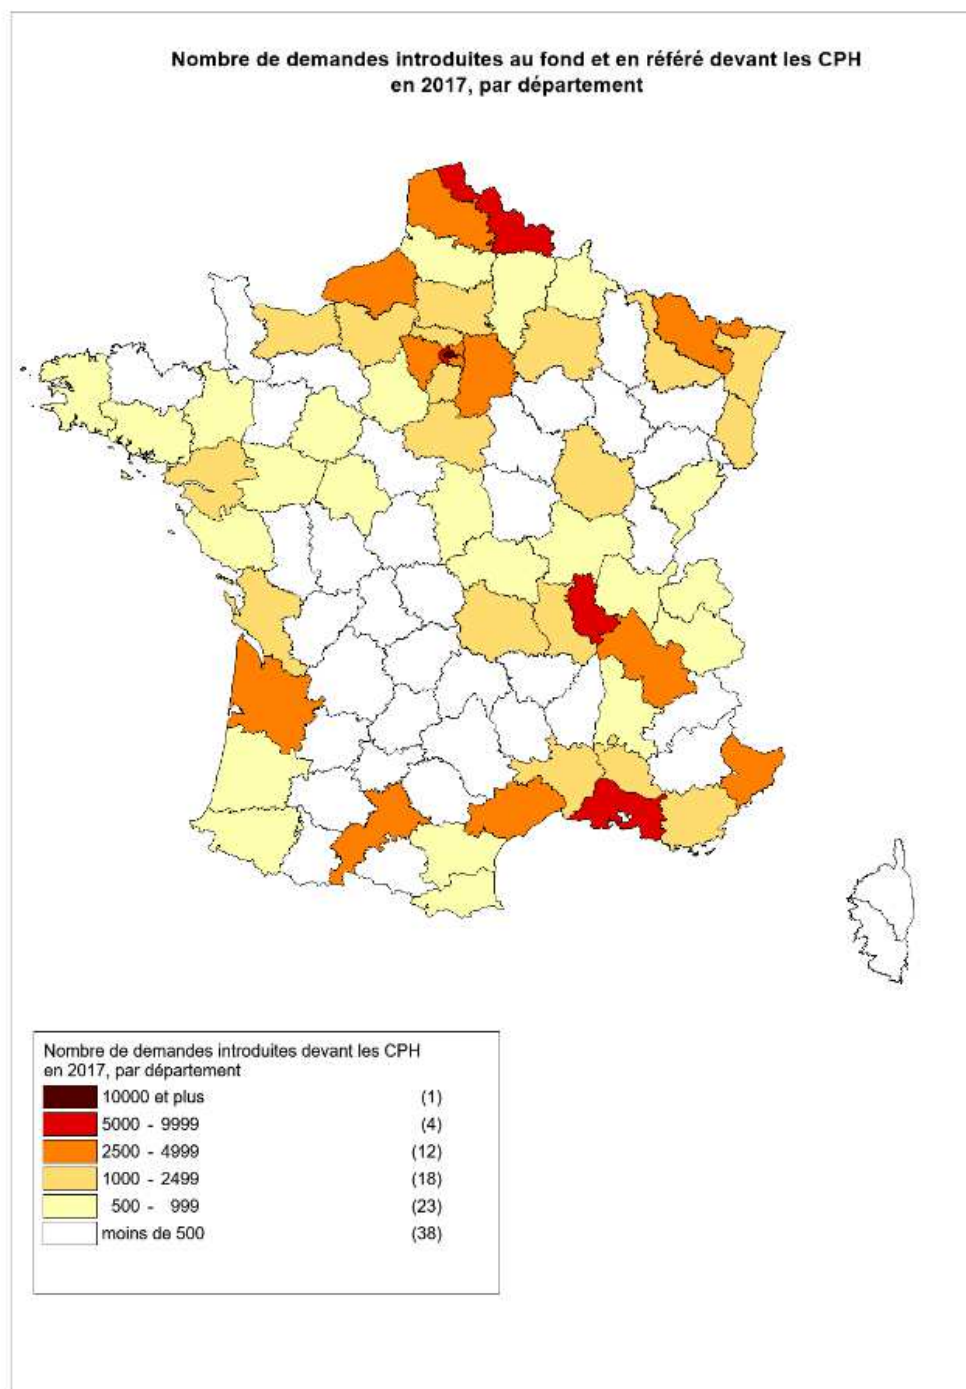 Nombre de demandes introduites au fond et en référé devant les CPH
en 2017, par département
Nombre de demandes introduites devant les CPH
en 2017, par département
10000 et plus (1)
5000 - 9999 (4)
2500 - 4999 (12)
1000 - 2499 (18)
500 - 999 (23)
moins de 500 (38)